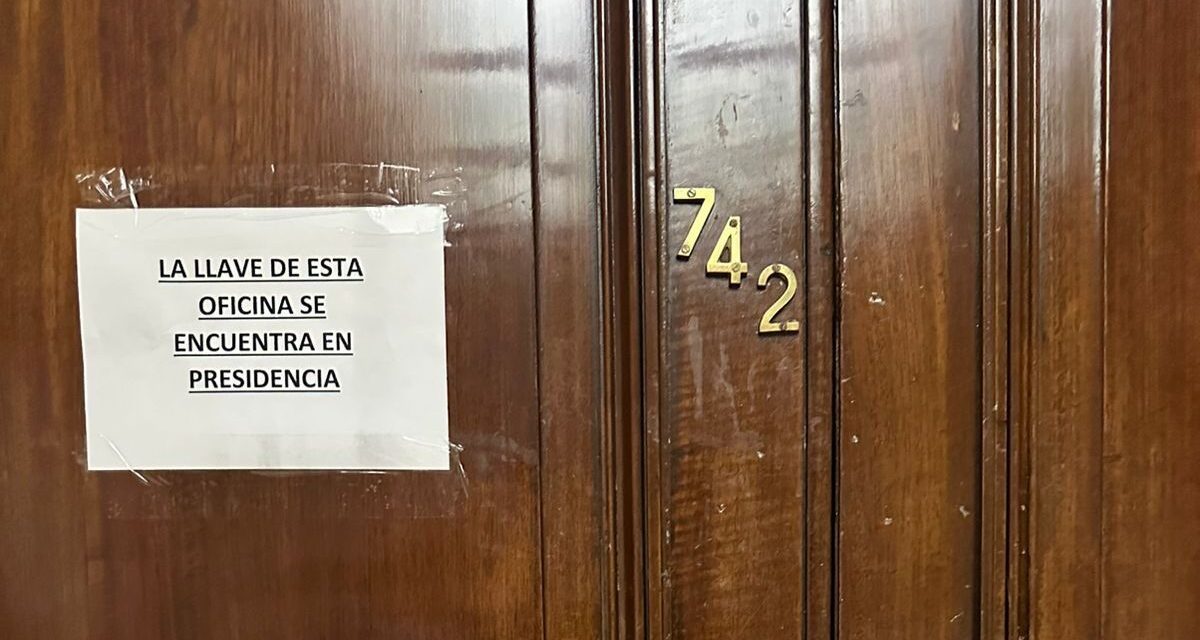 LA LLAVE DE ESTA
OFICINA SE
ENCUENTRA EN
PRESIDENCIA
742